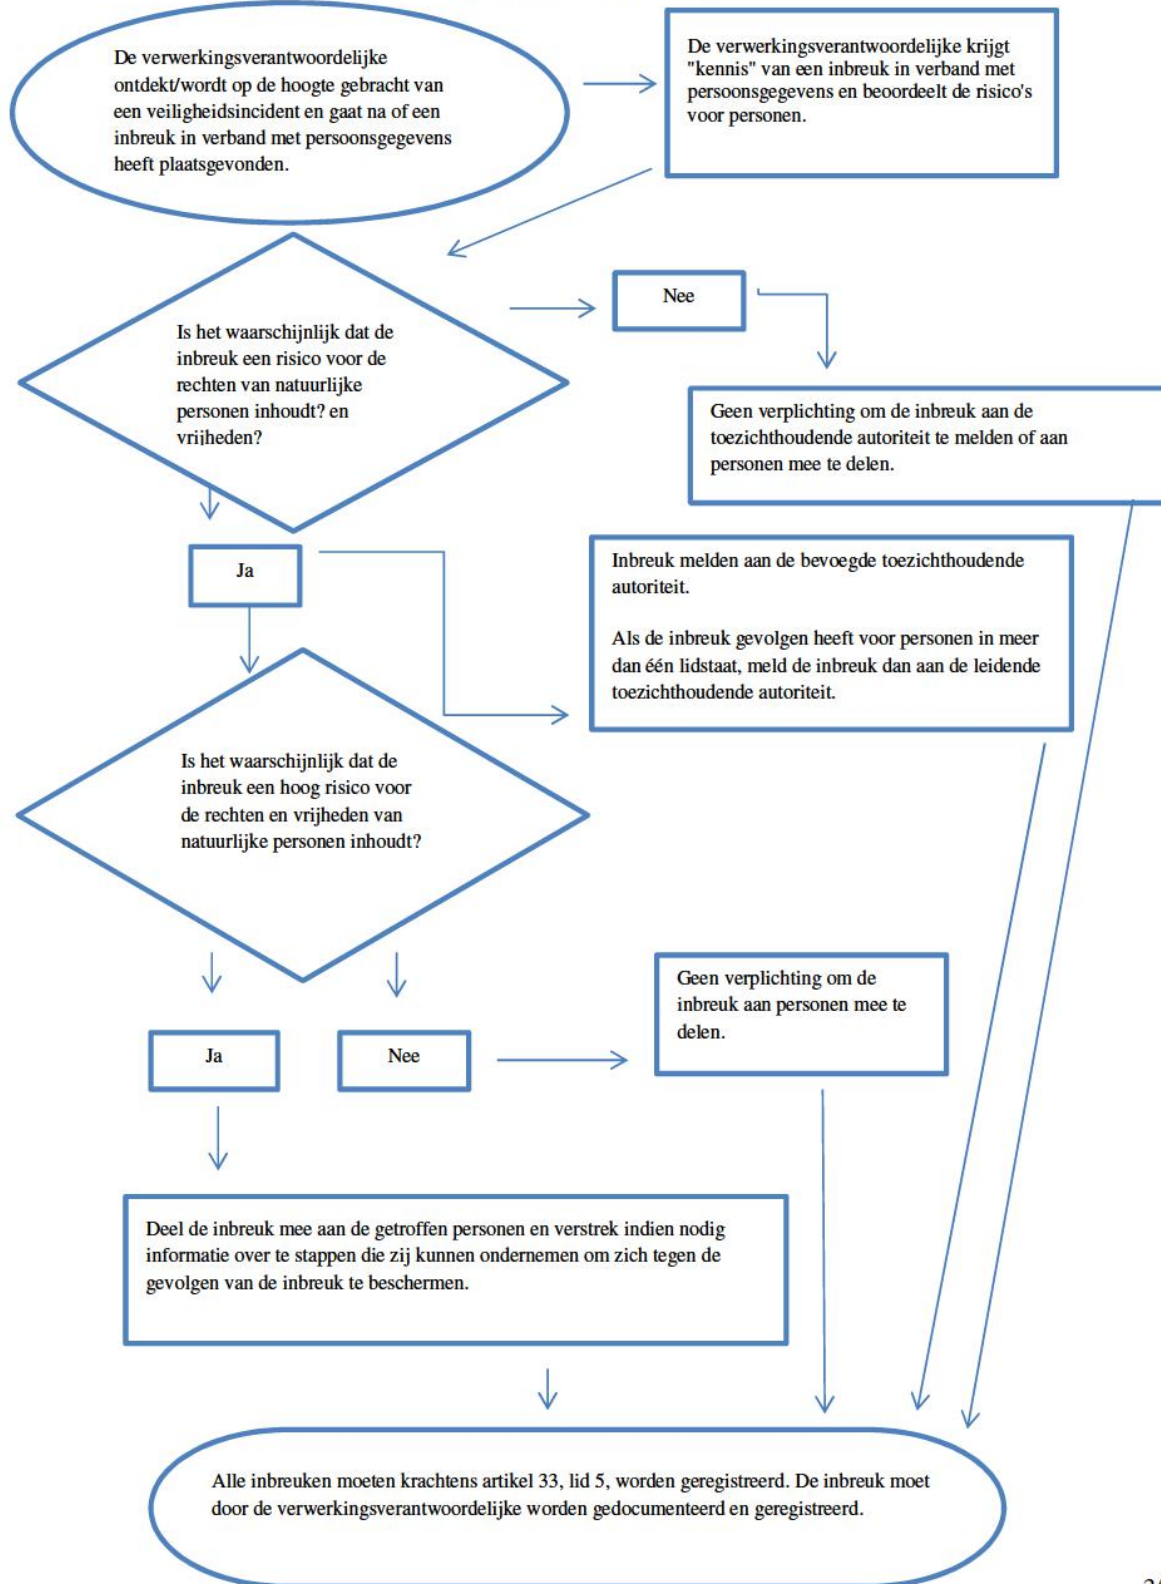 De verwerkingsverantwoordelijke
ontdekt/wordt op de hoogte gebracht van
een veiligheidsincident en gaat na of een
inbreuk in verband met persoonsgegevens
heeft plaatsgevonden.
De verwerkingsverantwoordelijke krijgt
"kennis" van een inbreuk in verband met
persoonsgegevens en beoordeelt de risico's
voor personen.
Is het waarschijnlijk dat de
inbreuk een risico voor de
rechten van natuurlijke
personen inhoudt? en
vrijheden?
Nee
Geen verplichting om de inbreuk aan de
toezichthoudende autoriteit te melden of aan
personen mee te delen.
Ja
Inbreuk melden aan de bevoegde toezichthoudende
autoriteit.
Als de inbreuk gevolgen heeft voor personen in meer
dan één lidstaat, meld de inbreuk dan aan de leidende
toezichthoudende autoriteit.
Is het waarschijnlijk dat de
inbreuk een hoog risico voor
de rechten en vrijheden van
natuurlijke personen inhoudt?
Geen verplichting om de
inbreuk aan personen mee te
delen.
Ja
Nee
Deel de inbreuk mee aan de getroffen personen en verstrek indien nodig
informatie over te stappen die zij kunnen ondernemen om zich tegen de
gevolgen van de inbreuk te beschermen.
Alle inbreuken moeten krachtens artikel 33, lid 5, worden geregistreerd. De inbreuk moet
door de verwerkingsverantwoordelijke worden gedocumenteerd en geregistreerd.